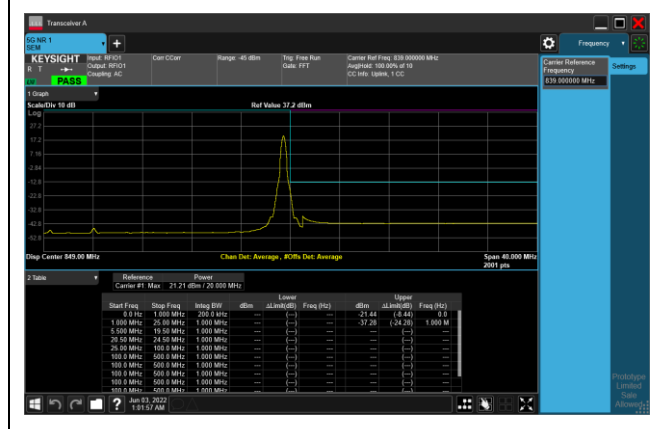 Transceiver A
5G NR 1
SEM
Frequency
KEYSIGHT
Input: RFIO1
Output: RFIO1
Coupling: AC
Corr CCorr
Range: -45 dBm
Trig: Free Run
Gate: FFT
Carrier Ref Freq: 839.000000 MHz
Avg|Hold: 100.00% of 10
CC Info: Uplink, 1 CC
R T
PASS
Carrier Reference
Frequency
839.000000 MHz
Settings
1 Graph
Scale/Div 10 dB
Ref Value 37.2 dBm
Log
27.2
17.2
7.16
-2.84
-12.8
-22.8
-32.8
-42.8
-52.8
Disp Center 849.00 MHz
Chan Det: Average, #Offs Det: Average
Span 40.000 MHz
2001 pts
2 Table
Reference Power
Carrier #1 Max 21.21 dBm / 20.000 MHz
Lower Upper
Start Freq Stop Freq Integ BW dBm ΔLimit(dB) Freq (Hz) dBm ΔLimit(dB) Freq (Hz)
0.0 Hz 1.000 MHz 200.0 kHz --- (---) --- -21.44 (-8.44) 0.0
1.000 MHz 25.00 MHz 1.000 MHz --- (---) --- -37.28 (-24.28) 1.000 M
5.500 MHz 19.50 MHz 1.000 MHz --- (---) --- --- (---) ---
20.50 MHz 24.50 MHz 1.000 MHz --- (---) --- --- (---) ---
25.00 MHz 100.0 MHz 1.000 MHz --- (---) --- --- (---) ---
100.0 MHz 500.0 MHz 1.000 MHz --- (---) --- --- (---) ---
100.0 MHz 500.0 MHz 1.000 MHz --- (---) --- --- (---) ---
100.0 MHz 500.0 MHz 1.000 MHz --- (---) --- --- (---) ---
100.0 MHz 500.0 MHz 1.000 MHz --- (---) --- --- (---) ---
100.0 MHz 500.0 MHz 1.000 MHz --- (---) --- --- (---) ---
Prototype
Limited
Sale
Allowed
?
Jun 03, 2022
1:01:57 AM